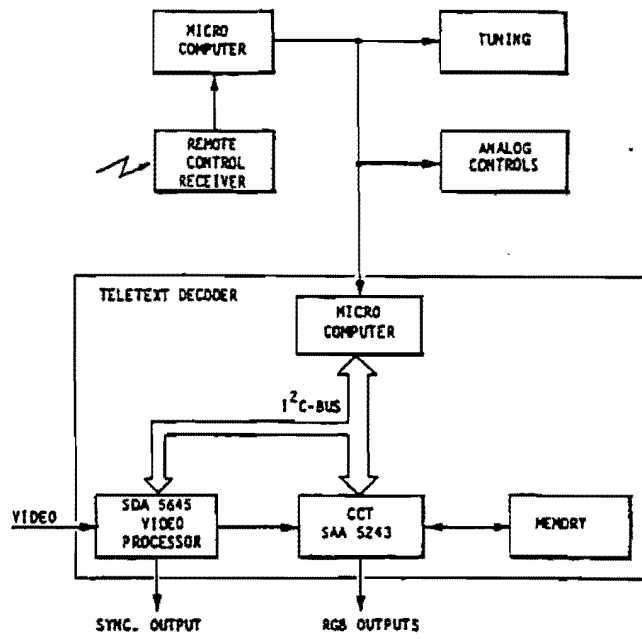 MICRO
COMPUTER
TUNING
REMOTE
CONTROL
RECEIVER
ANALOG
CONTROLS
TELETEXT DECODER
MICRO
COMPUTER
I²C-BUS
VIDEO
SDA 5645
VIDEO
PROCESSOR
CCT
SAA 5243
MEMORY
SYNC. OUTPUT
RGB OUTPUTS